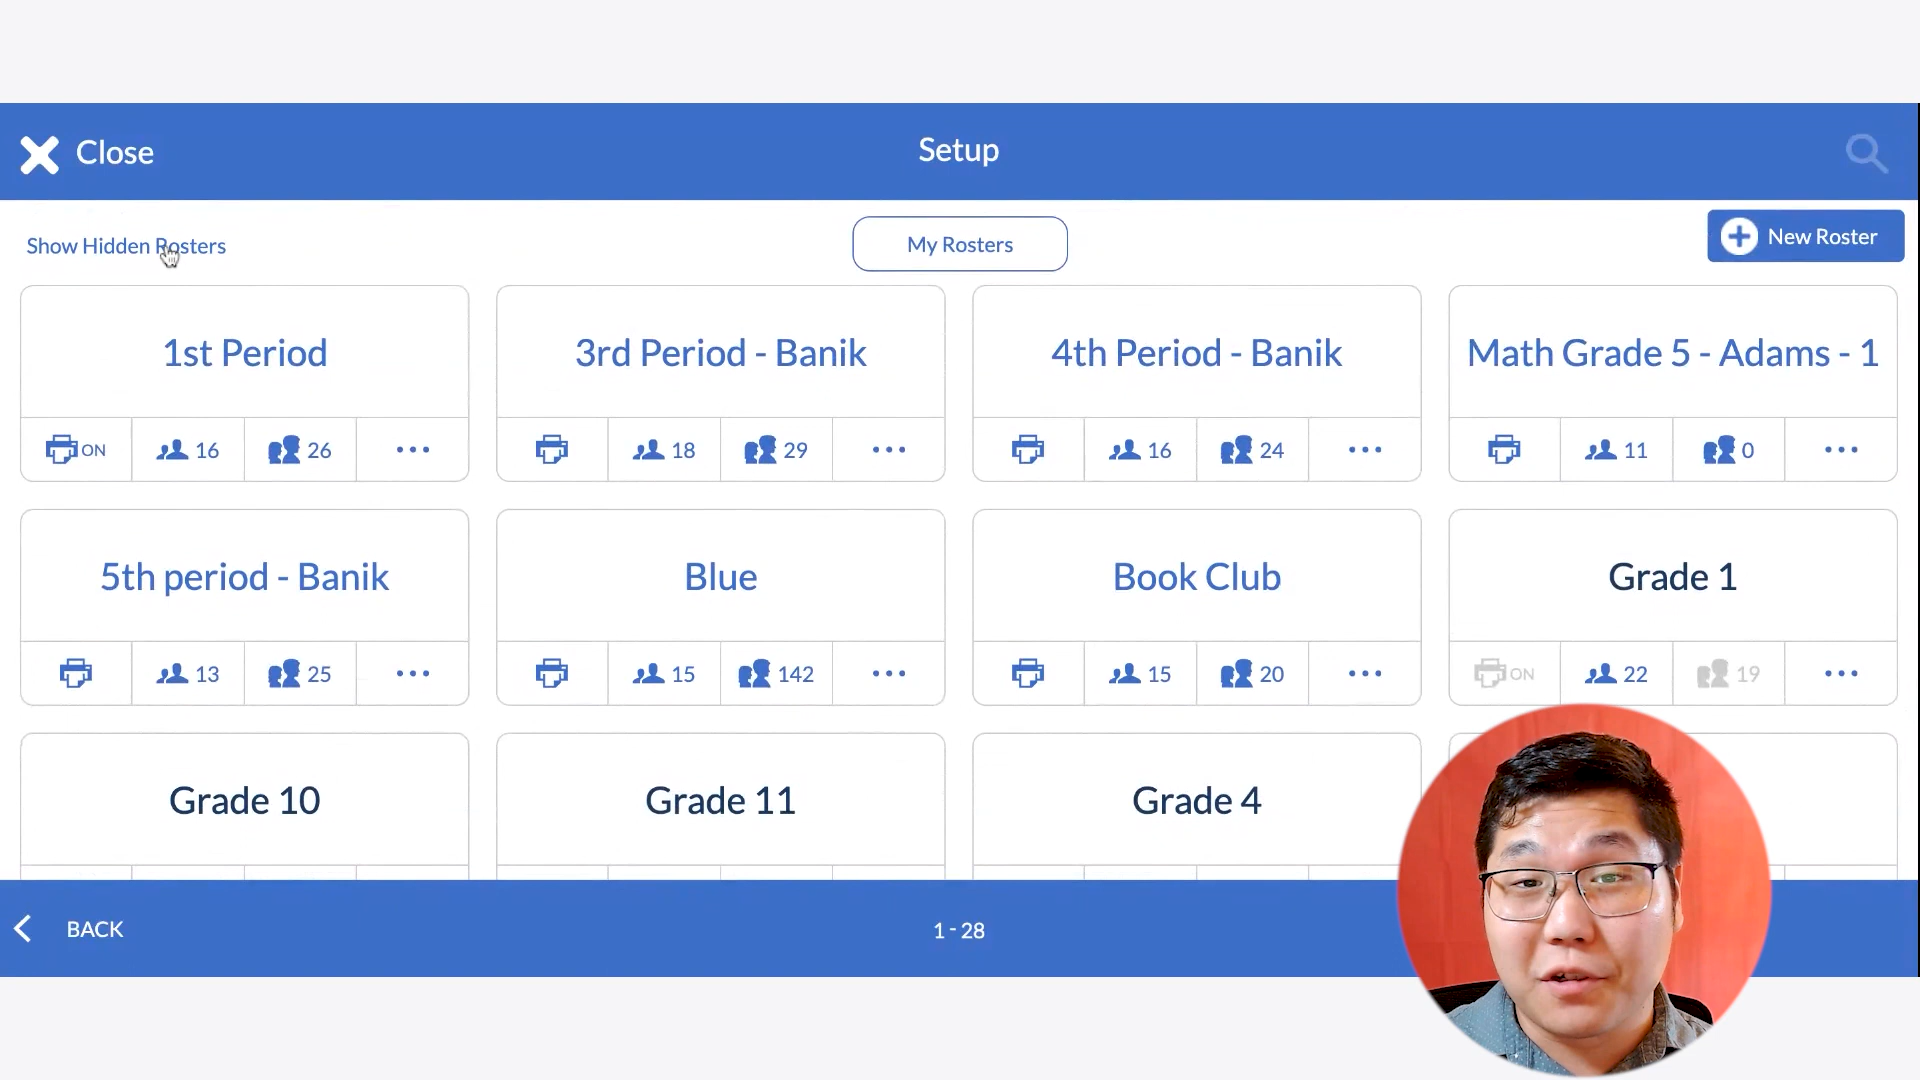 Close
Setup
Show Hidden Rosters
My Rosters
New Roster
1st Period
3rd Period - Banik
4th Period - Banik
Math Grade 5 - Adams - 1
ON 16 26
18 29
16 24
11 0
5th period - Banik
Blue
Book Club
Grade 1
13 25
15 142
15 20
ON 22 19
Grade 10
Grade 11
Grade 4
BACK
1 - 28